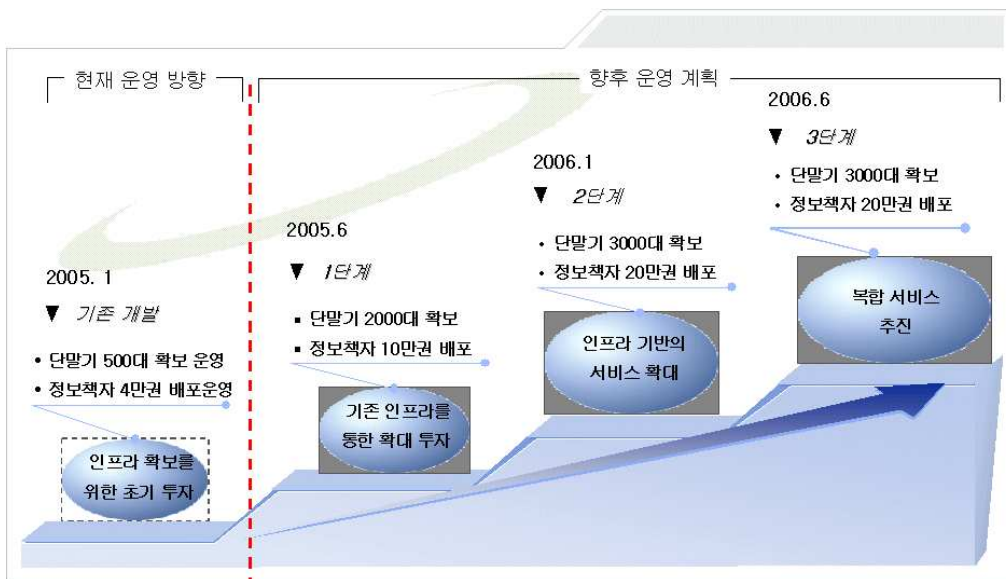 현재 운영 방향
향후 운영 계획
2005. 1
▼ 기존 개발
• 단말기 500대 확보 운영
• 정보책자 4만권 배포운영
인프라 확보를
위한 초기 투자
2005.6
▼ 1단계
▪ 단말기 2000대 확보
▪ 정보책자 10만권 배포
기존 인프라를
통한 확대 투자
2006.1
▼ 2단계
• 단말기 3000대 확보
• 정보책자 20만권 배포
인프라 기반의
서비스 확대
2006.6
▼ 3단계
• 단말기 3000대 확보
• 정보책자 20만권 배포
복합 서비스
추진